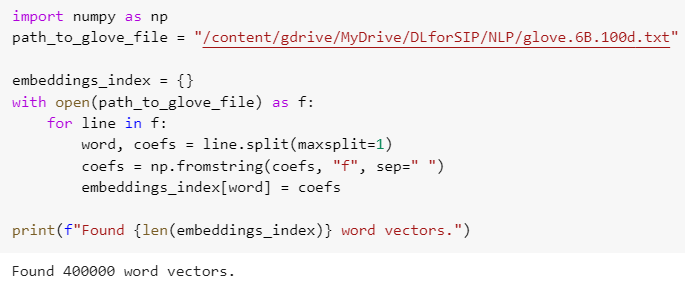 import numpy as np
path_to_glove_file = "/content/gdrive/MyDrive/DLforSIP/NLP/glove.6B.100d.txt"

embeddings_index = {}
with open(path_to_glove_file) as f:
    for line in f:
        word, coefs = line.split(maxsplit=1)
        coefs = np.fromstring(coefs, "f", sep=" ")
        embeddings_index[word] = coefs

print(f"Found {len(embeddings_index)} word vectors.")

Found 400000 word vectors.